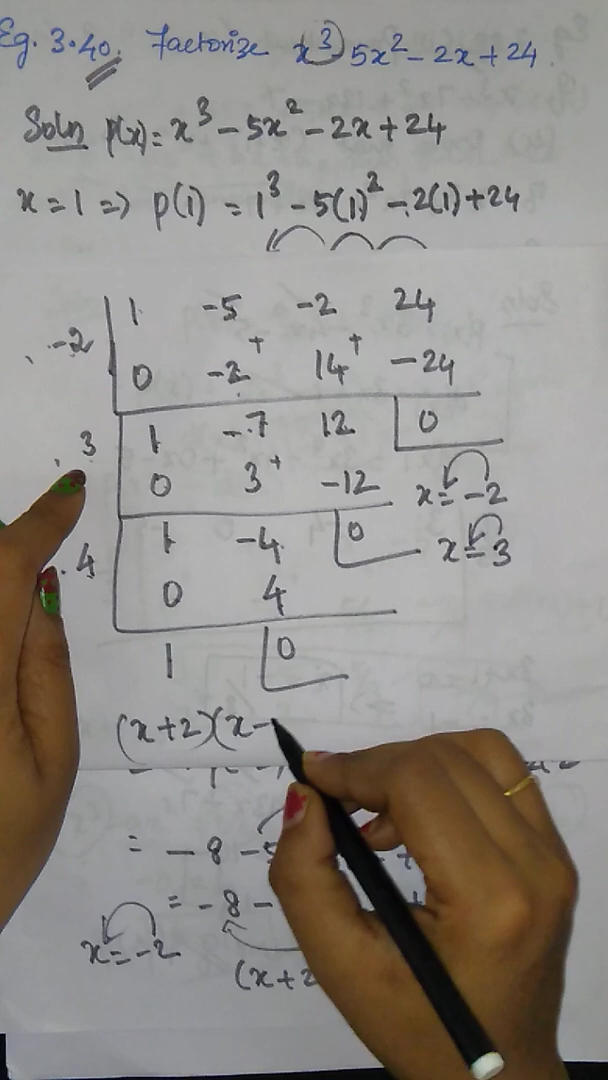 Eg. 3.40. Factorize x³) 5x² - 2x + 24.
Soln p(x) = x³ - 5x² - 2x + 24
x = 1 => p(1) = 1³ - 5(1)² - 2(1) + 24
-2 | 1 -5 -2 24
0 -2 + 14 + -24
3 | 1 -7 12 | 0
0 3 + -12 x = -2
4 | 1 -4 | 0 x = 3
0 4
1 | 0
(x+2)(x-
= -8 -5
= -8 -
x = -2
(x+2